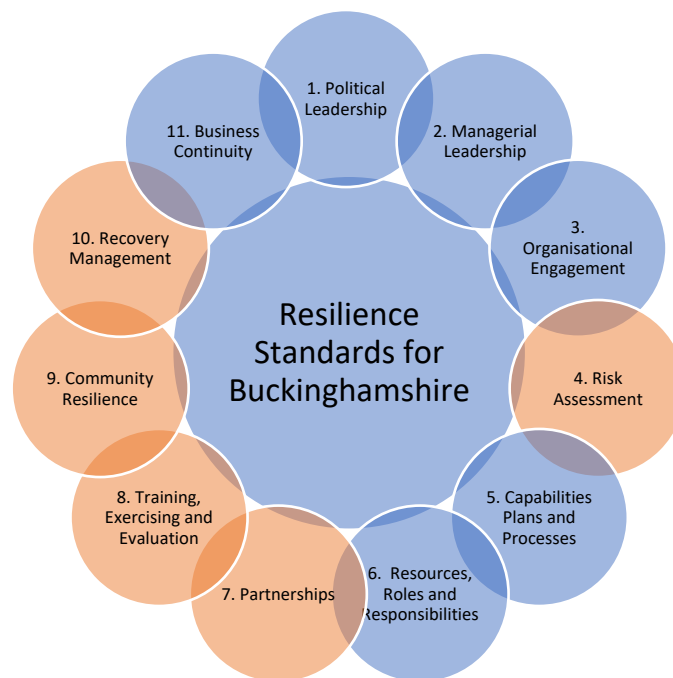 1. Political
Leadership
2. Managerial
Leadership
3.
Organisational
Engagement
4. Risk
Assessment
5. Capabilities
Plans and
Processes
6. Resources,
Roles and
Responsibilities
7. Partnerships
8. Training,
Exercising and
Evaluation
9. Community
Resilience
10. Recovery
Management
11. Business
Continuity
Resilience
Standards for
Buckinghamshire